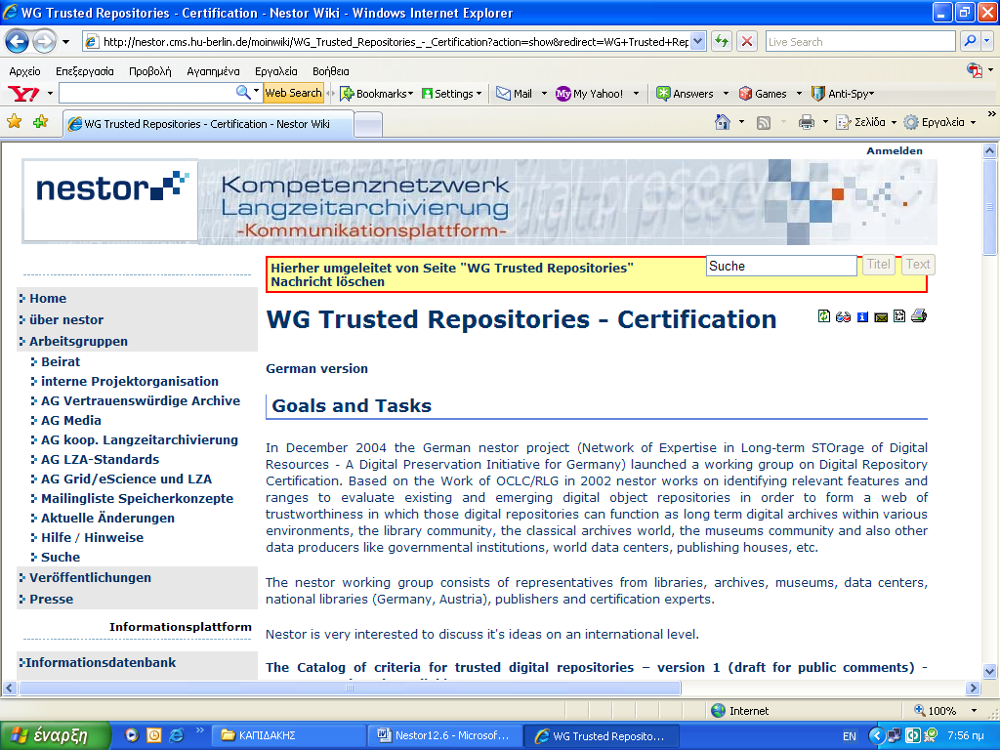 WG Trusted Repositories - Certification - Nestor Wiki - Windows Internet Explorer
http://nestor.cms.hu-berlin.de/moinwiki/WG_Trusted_Repositories_-_Certification?action=show&redirect=WG+Trusted+Rep
Live Search
Αρχείο Επεξεργασία Προβολή Αγαπημένα Εργαλεία Βοήθεια
Y! Web Search Bookmarks Settings Mail My My Yahoo! Answers Games Anti-Spy
WG Trusted Repositories - Certification - Nestor Wiki
Σελίδα Εργαλεία
Anmelden
nestor
Kompetenznetzwerk
Langzeitarchivierung
-Kommunikationsplattform-
Home
über nestor
Arbeitsgruppen
Beirat
interne Projektorganisation
AG Vertrauenswürdige Archive
AG Media
AG koop. Langzeitarchivierung
AG LZA-Standards
AG Grid/eScience und LZA
Mailingliste Speicherkonzepte
Aktuelle Änderungen
Hilfe / Hinweise
Suche
Veröffentlichungen
Presse
Informationsplattform
Informationsdatenbank
Hierher umgeleitet von Seite "WG Trusted Repositories"
Nachricht löschen
Suche Titel Text
WG Trusted Repositories - Certification
German version
Goals and Tasks
In December 2004 the German nestor project (Network of Expertise in Long-term STOrage of Digital
Resources - A Digital Preservation Initiative for Germany) launched a working group on Digital Repository
Certification. Based on the Work of OCLC/RLG in 2002 nestor works on identifying relevant features and
ranges to evaluate existing and emerging digital object repositories in order to form a web of
trustworthiness in which those digital repositories can function as long term digital archives within various
environments, the library community, the classical archives world, the museums community and also other
data producers like governmental institutions, world data centers, publishing houses, etc.
The nestor working group consists of representatives from libraries, archives, museums, data centers,
national libraries (Germany, Austria), publishers and certification experts.
Nestor is very interested to discuss it's ideas on an international level.
The Catalog of criteria for trusted digital repositories – version 1 (draft for public comments) -
Internet
100%
έναρξη
ΚΑΠΙΔΑΚΗΣ
Nestor12.6 - Microsof...
WG Trusted Reposito...
EN
7:56 πμ